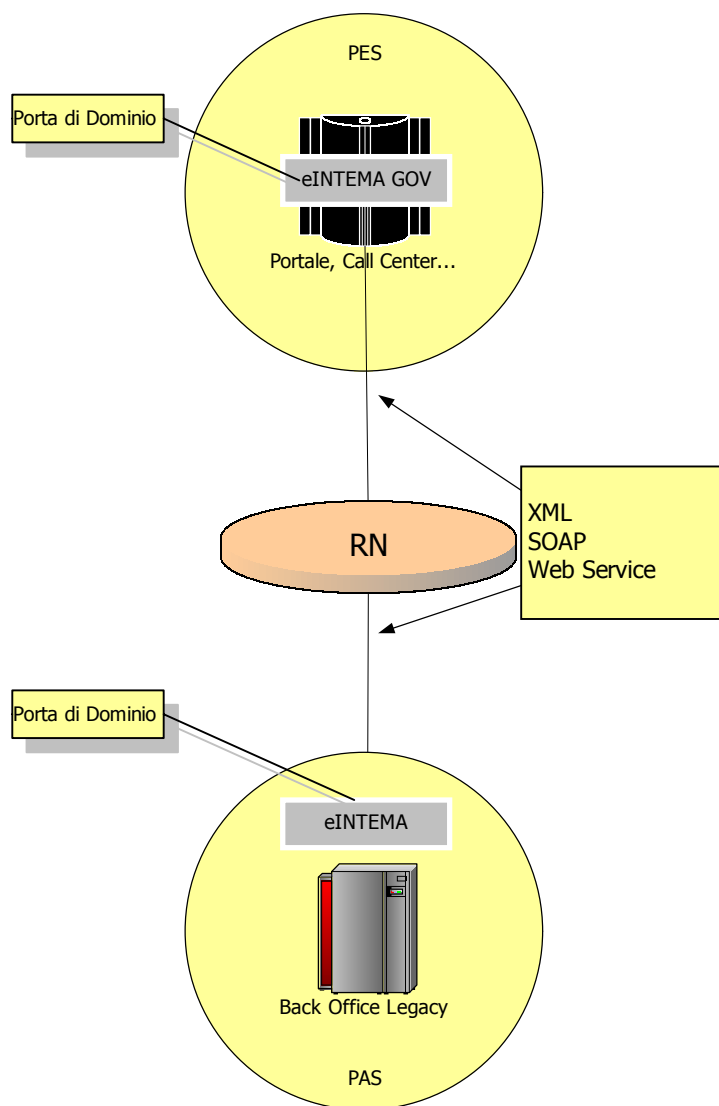 PES
Porta di Dominio
eINTEMA GOV
Portale, Call Center...
RN
XML
SOAP
Web Service
Porta di Dominio
eINTEMA
Back Office Legacy
PAS